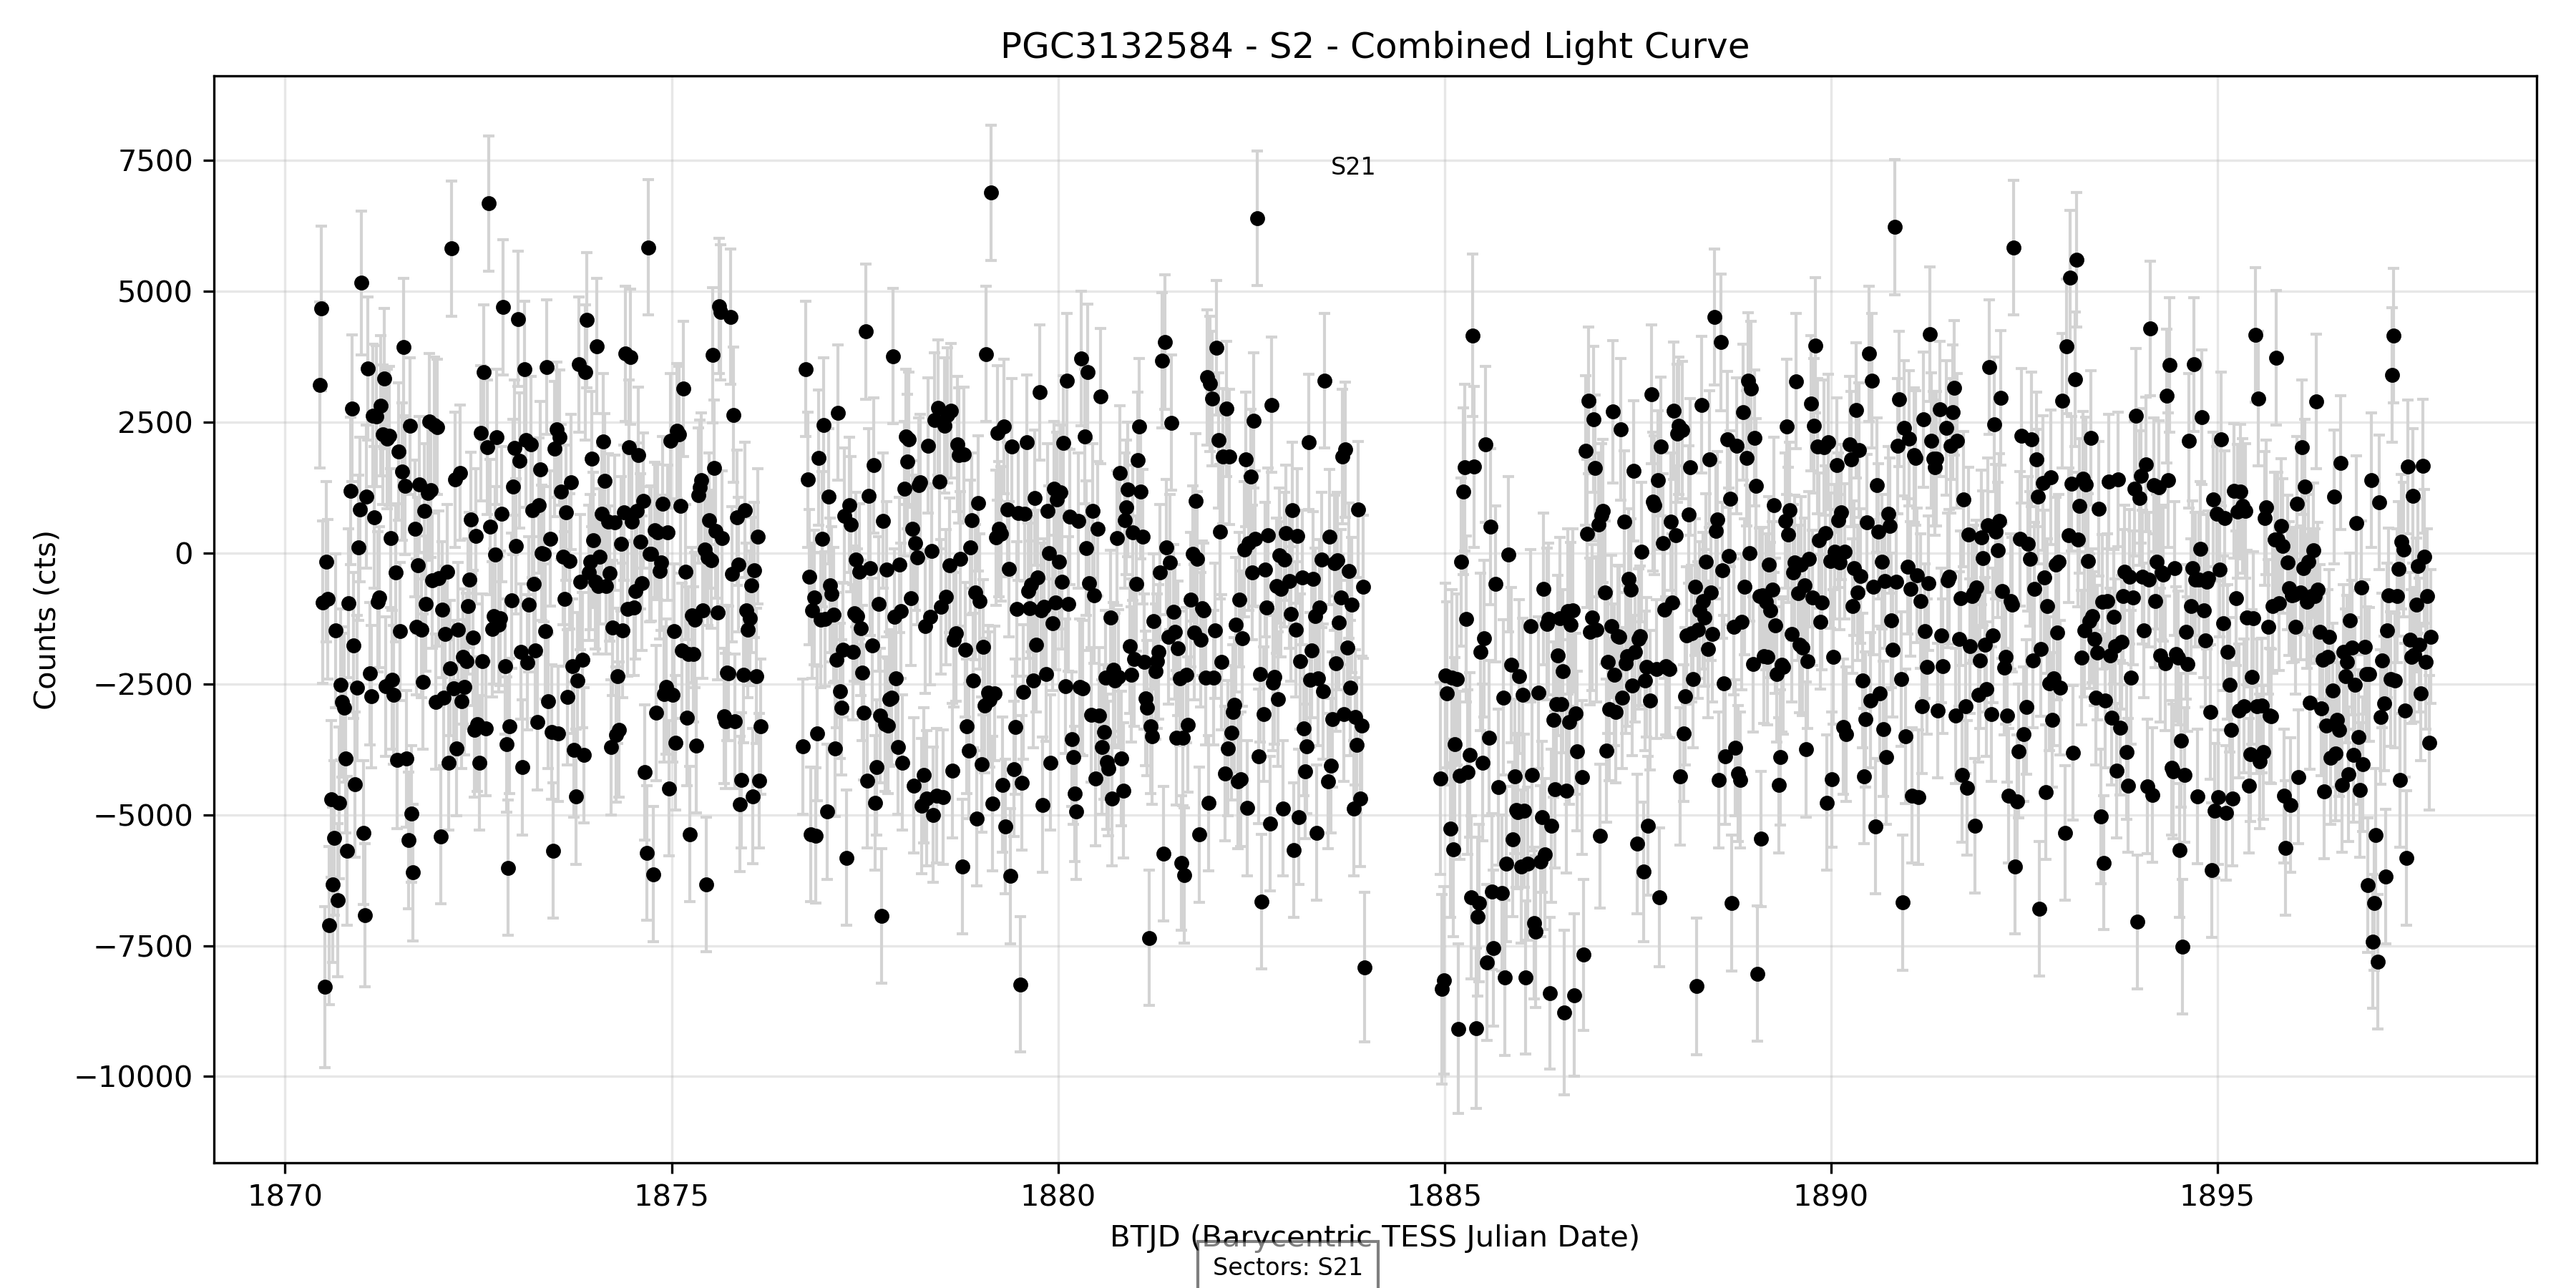 PGC3132584 - S2 - Combined Light Curve
S21
7500
5000
2500
0
−2500
−5000
−7500
−10000
Counts (cts)
1870 1875 1880 1885 1890 1895
BTJD (Barycentric TESS Julian Date)
Sectors: S21